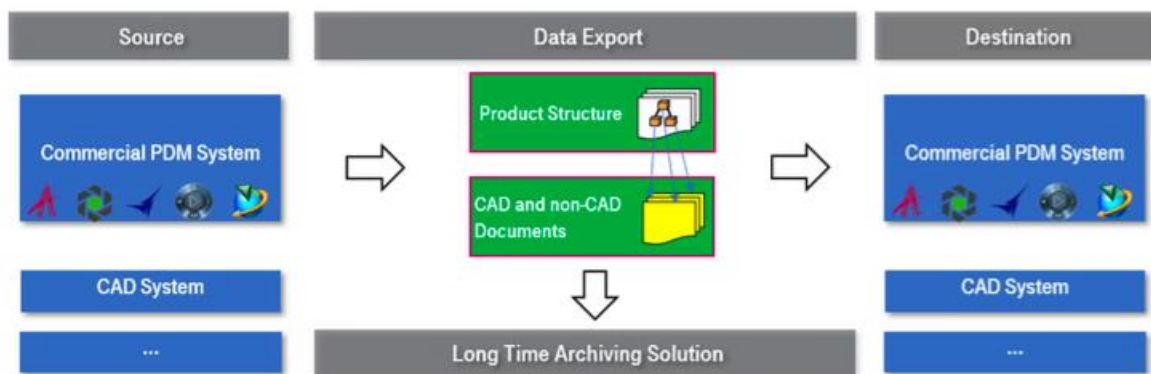 Source
Data Export
Destination
Commercial PDM System
Product Structure
CAD and non-CAD
Documents
Commercial PDM System
CAD System
...
CAD System
...
Long Time Archiving Solution